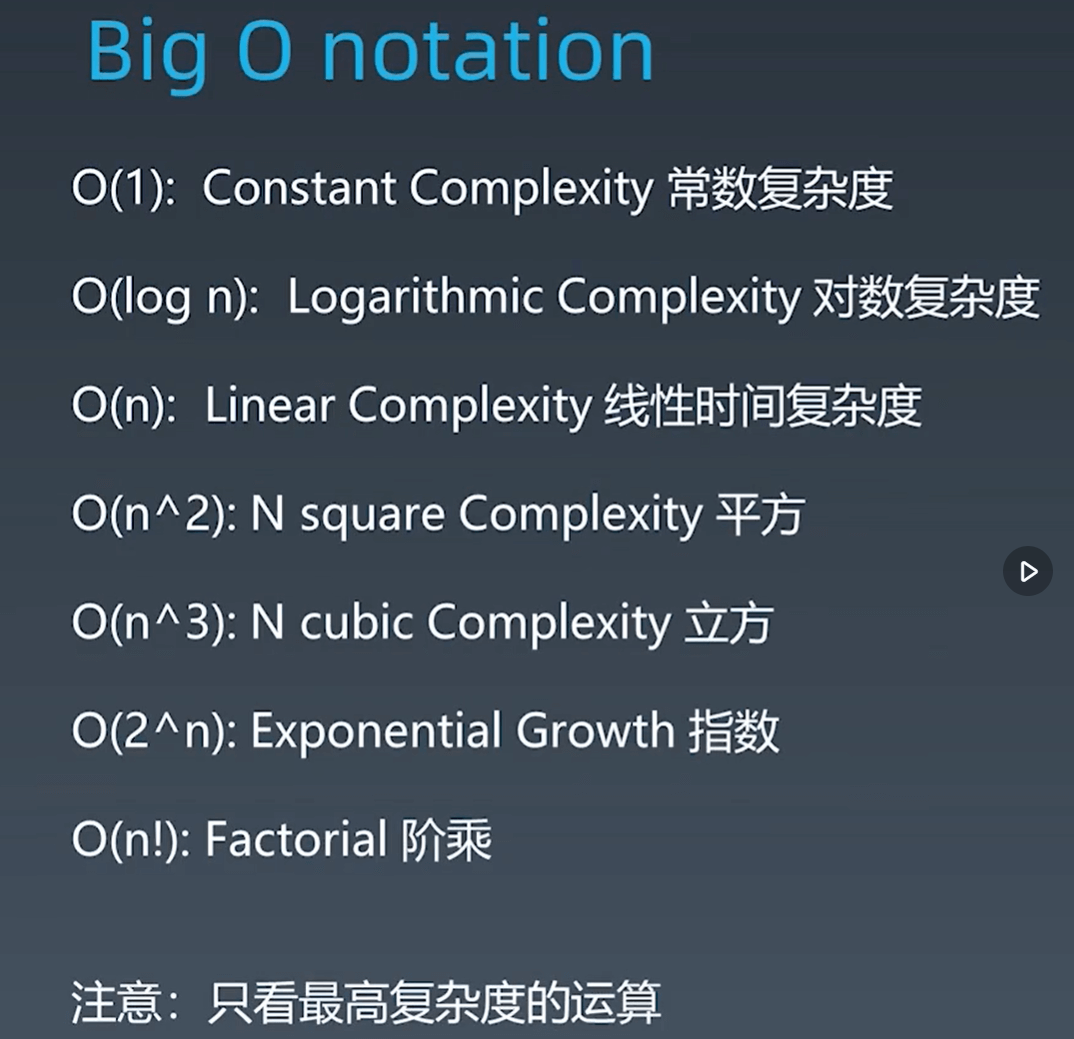 Big O notation
O(1): Constant Complexity 常数复杂度
O(log n): Logarithmic Complexity 对数复杂度
O(n): Linear Complexity 线性时间复杂度
O(n^2): N square Complexity 平方
O(n^3): N cubic Complexity 立方
O(2^n): Exponential Growth 指数
O(n!): Factorial 阶乘
注意：只看最高复杂度的运算